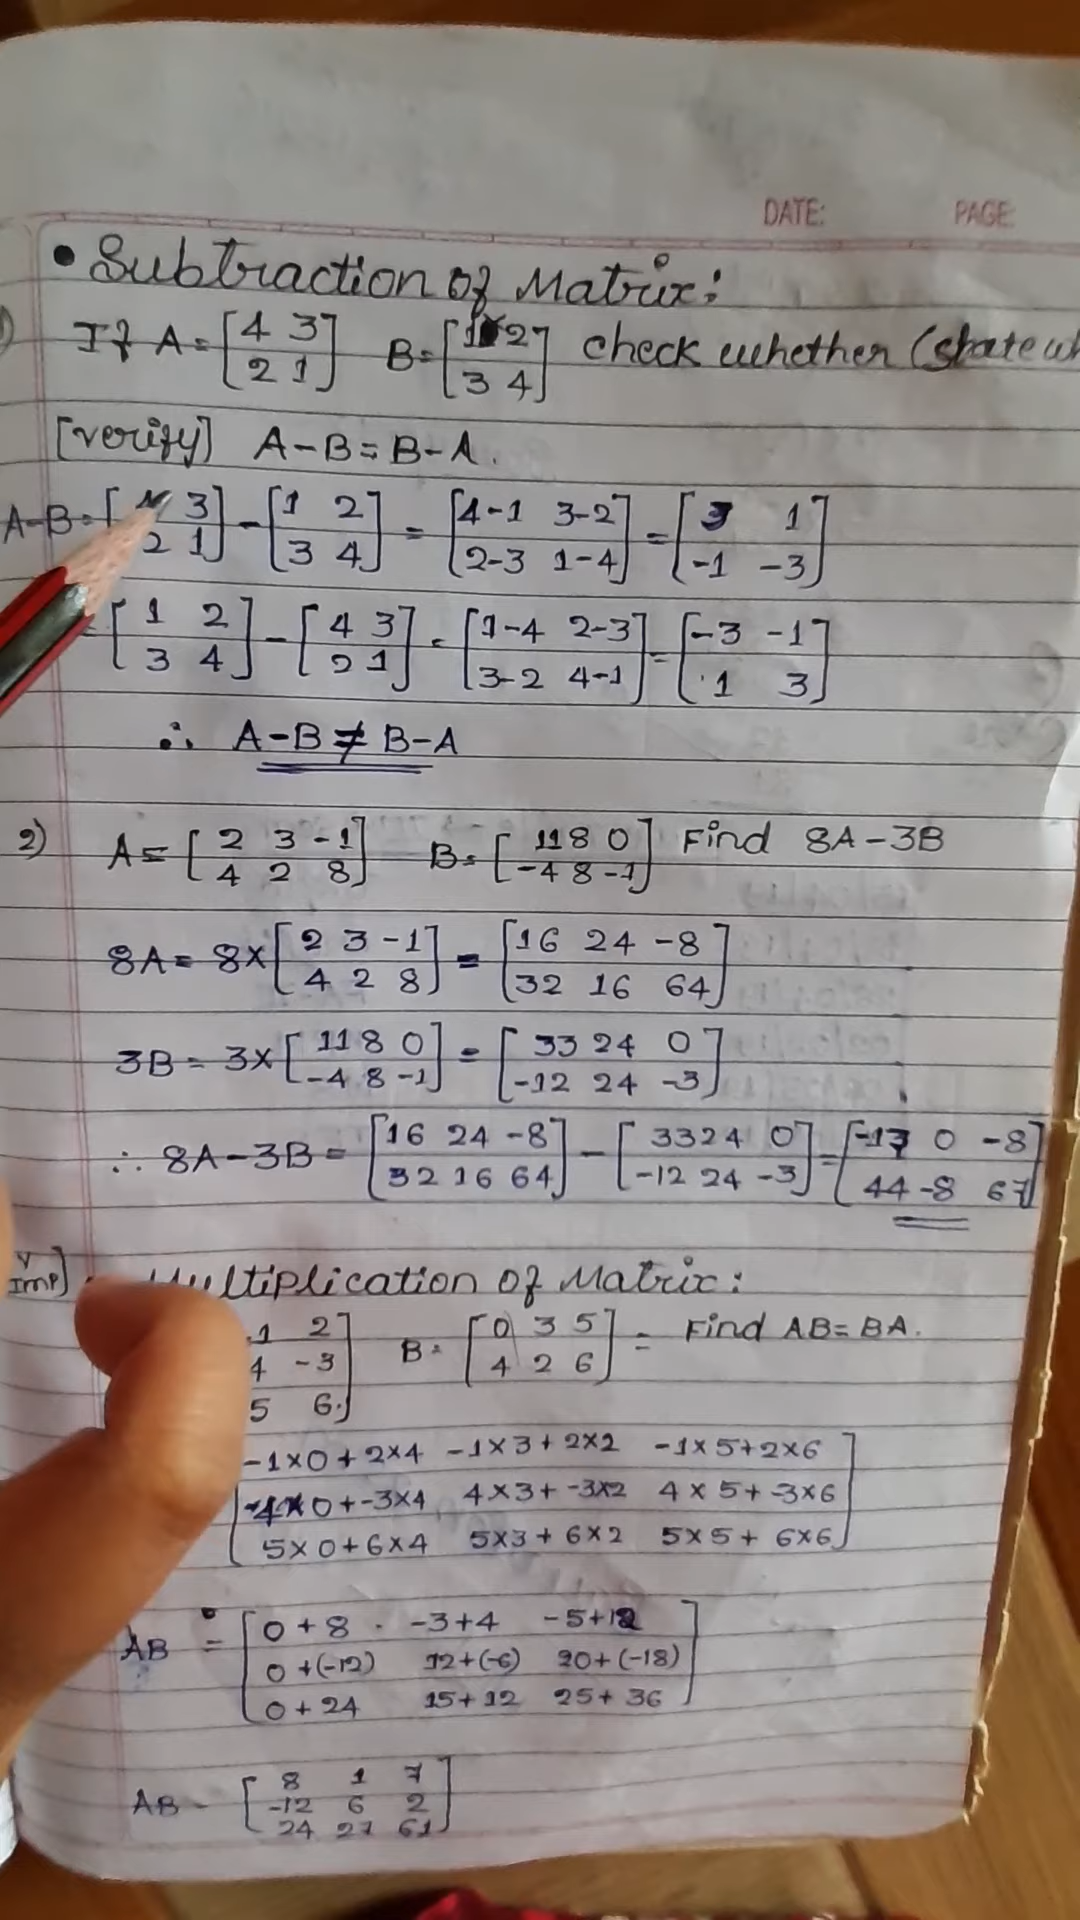 DATE: PAGE:
• Subtraction of Matrix:
If A = [4 3 B = [1 2 check whether (state
2 1] 3 4]
[verify] A-B = B-A.
A-B = [ 3] - [1 2] = [4-1 3-2] = [3 1]
2 1] 3 4] [2-3 1-4] [-1 -3]
= [1 2] - [4 3] = [1-4 2-3] = [-3 -1]
3 4] 2 1] [3-2 4-1] [1 3]
∴ A-B ≠ B-A
2) A = [2 3 -1] B = [11 8 0] Find 8A-3B
4 2 8] [-4 8 -1]
8A = 8x [2 3 -1] = [16 24 -8]
4 2 8] [32 16 64]
3B = 3x [11 8 0] = [33 24 0]
[-4 8 -1] [-12 24 -3]
∴ 8A-3B = [16 24 -8] - [33 24 0] = [-17 0 -8]
[32 16 64] [-12 24 -3] [44 -8 67]
Imp] Multiplication of Matrix:
1 2] B = [0 3 5] = Find AB = BA.
4 -3 4 2 6]
5 6.]
-1x0+2x4 -1x3+2x2 -1x5+2x6
4x0+-3x4 4x3+-3x2 4x5+-3x6
5x0+6x4 5x3+6x2 5x5+6x6
AB = [0+8 -3+4 -5+12
0+(-12) 12+(-6) 20+(-18)
0+24 15+12 25+36]
AB = [8 1 7
-12 6 2
24 27 61]